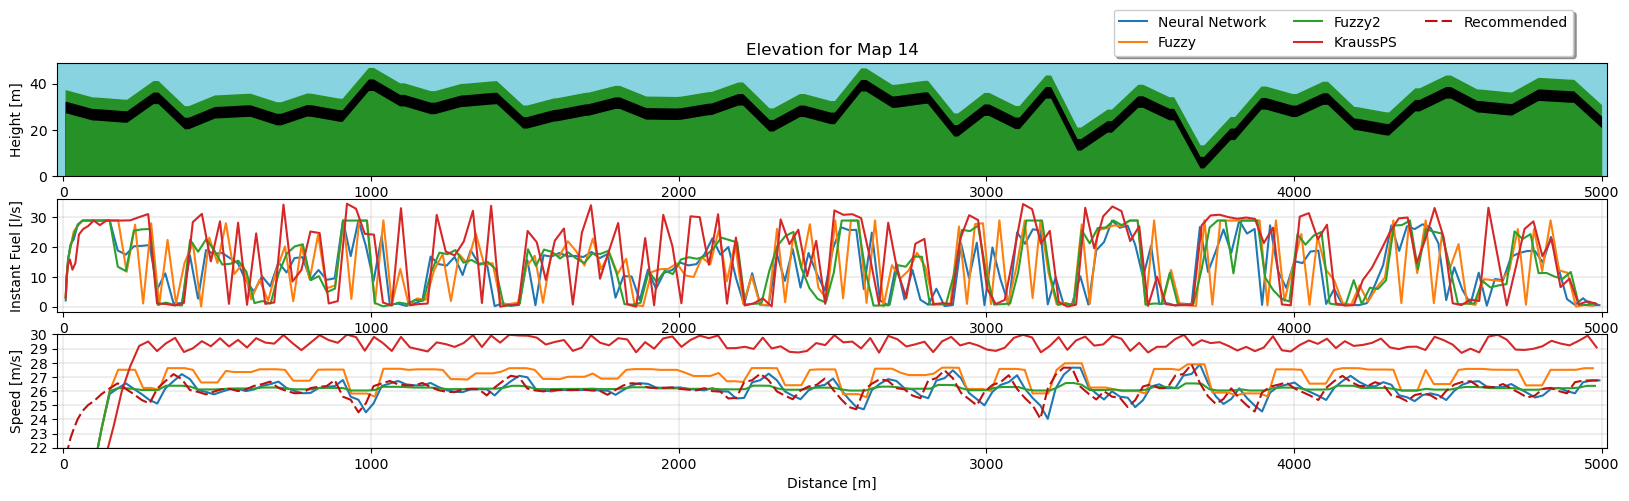 Neural Network Fuzzy2 Recommended
Fuzzy KraussPS
Elevation for Map 14
Height [m]
40
20
0
0 1000 2000 3000 4000 5000
Instant Fuel [l/s]
30
20
10
0
0 1000 2000 3000 4000 5000
Speed [m/s]
30
29
28
27
26
25
24
23
22
0 1000 2000 3000 4000 5000
Distance [m]